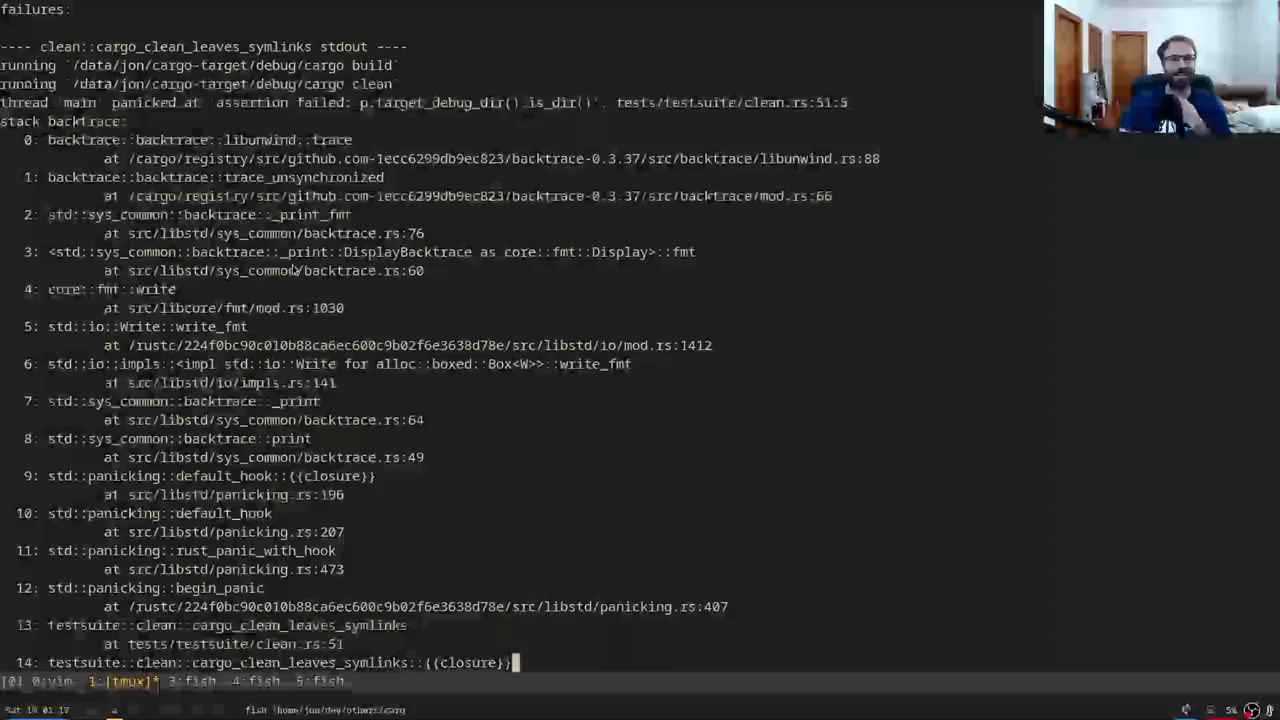 failures:
---- clean::cargo_clean_leaves_symlinks stdout ----
running `/data/jon/cargo-target/debug/cargo build`
running `/data/jon/cargo-target/debug/cargo clean`
thread 'main' panicked at 'assertion failed: p.target_debug_dir().is_dir()', tests/testsuite/clean.rs:51:5
stack backtrace:
0: backtrace::backtrace::libunwind::trace
at /cargo/registry/src/github.com-1ecc6299db9ec823/backtrace-0.3.37/src/backtrace/libunwind.rs:88
1: backtrace::backtrace::trace_unsynchronized
at /cargo/registry/src/github.com-1ecc6299db9ec823/backtrace-0.3.37/src/backtrace/mod.rs:66
2: std::sys_common::backtrace::_print_fmt
at src/libstd/sys_common/backtrace.rs:76
3: <std::sys_common::backtrace::_print::DisplayBacktrace as core::fmt::Display>::fmt
at src/libstd/sys_common/backtrace.rs:60
4: core::fmt::write
at src/libcore/fmt/mod.rs:1030
5: std::io::Write::write_fmt
at /rustc/224f0bc90c010b88ca6ec600c9b02f6e3638d78e/src/libstd/io/mod.rs:1412
6: std::io::impls::<impl std::io::Write for alloc::boxed::Box<W>>::write_fmt
at src/libstd/io/impls.rs:141
7: std::sys_common::backtrace::_print
at src/libstd/sys_common/backtrace.rs:64
8: std::sys_common::backtrace::print
at src/libstd/sys_common/backtrace.rs:49
9: std::panicking::default_hook::{{closure}}
at src/libstd/panicking.rs:196
10: std::panicking::default_hook
at src/libstd/panicking.rs:207
11: std::panicking::rust_panic_with_hook
at src/libstd/panicking.rs:473
12: std::panicking::begin_panic
at /rustc/224f0bc90c010b88ca6ec600c9b02f6e3638d78e/src/libstd/panicking.rs:407
13: testsuite::clean::cargo_clean_leaves_symlinks
at tests/testsuite/clean.rs:51
14: testsuite::clean::cargo_clean_leaves_symlinks::{{closure}}
[0] 0:vim 1:[tmux]* 3:fish 4:fish 5:fish
fish /home/jon/dev/others/carg
5%